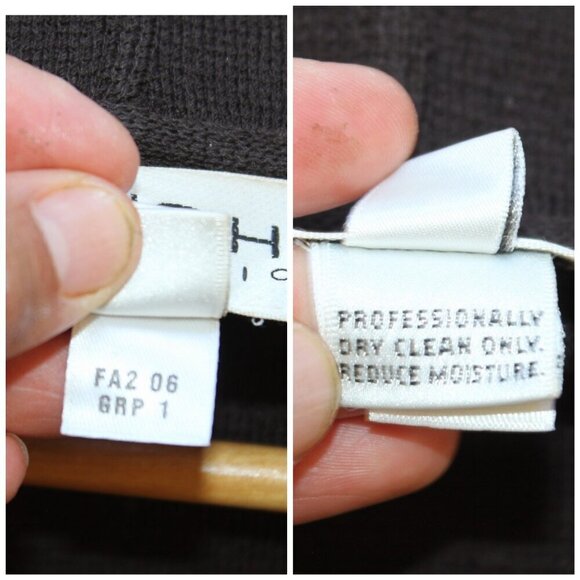 H
FA2 06
GRP 1
PROFESSIONALLY
DRY CLEAN ONLY.
REDUCE MOISTURE.